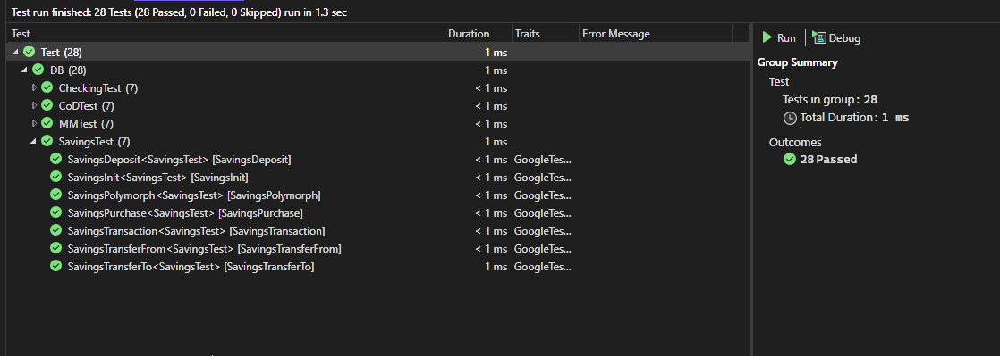 Test run finished: 28 Tests (28 Passed, 0 Failed, 0 Skipped) run in 1.3 sec
Test Duration Traits Error Message
Test (28) 1 ms
DB (28) 1 ms
CheckingTest (7) < 1 ms
CoDTest (7) < 1 ms
MMTest (7) < 1 ms
SavingsTest (7) 1 ms
SavingsDeposit<SavingsTest> [SavingsDeposit] < 1 ms GoogleTes...
SavingsInit<SavingsTest> [SavingsInit] < 1 ms GoogleTes...
SavingsPolymorph<SavingsTest> [SavingsPolymorph] < 1 ms GoogleTes...
SavingsPurchase<SavingsTest> [SavingsPurchase] < 1 ms GoogleTes...
SavingsTransaction<SavingsTest> [SavingsTransaction] < 1 ms GoogleTes...
SavingsTransferFrom<SavingsTest> [SavingsTransferFrom] < 1 ms GoogleTes...
SavingsTransferTo<SavingsTest> [SavingsTransferTo] 1 ms GoogleTes...
Run Debug
Group Summary
Test
Tests in group: 28
Total Duration: 1 ms
Outcomes
28 Passed